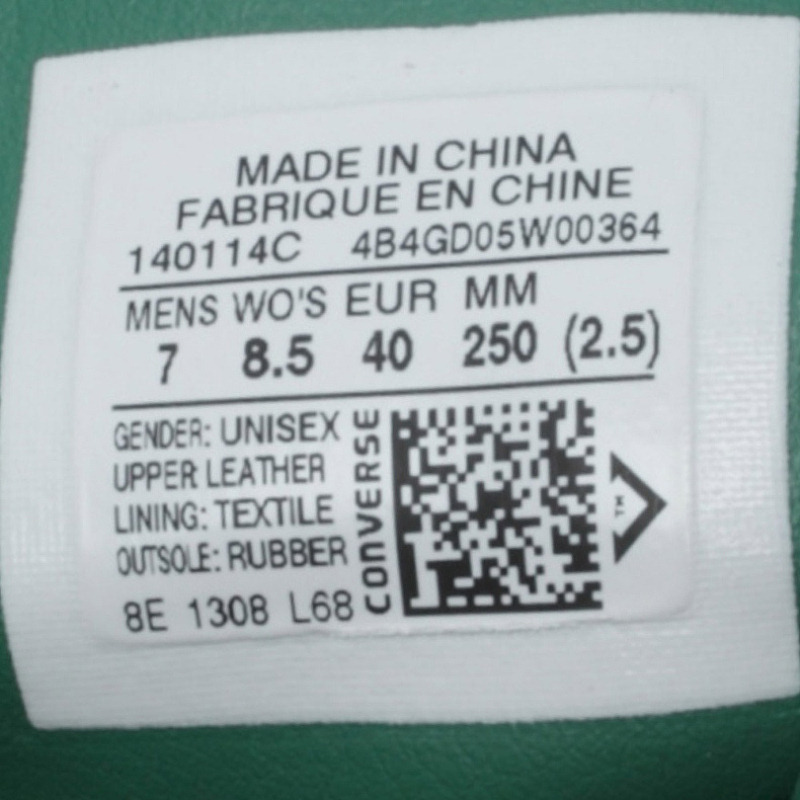 MADE IN CHINA
FABRIQUE EN CHINE
140114C 4B4GD05W00364
MENS WO'S EUR MM
7 8.5 40 250 (2.5)
GENDER: UNISEX
UPPER LEATHER
LINING: TEXTILE
OUTSOLE: RUBBER
8E 1308 L68
CONVERSE
TM